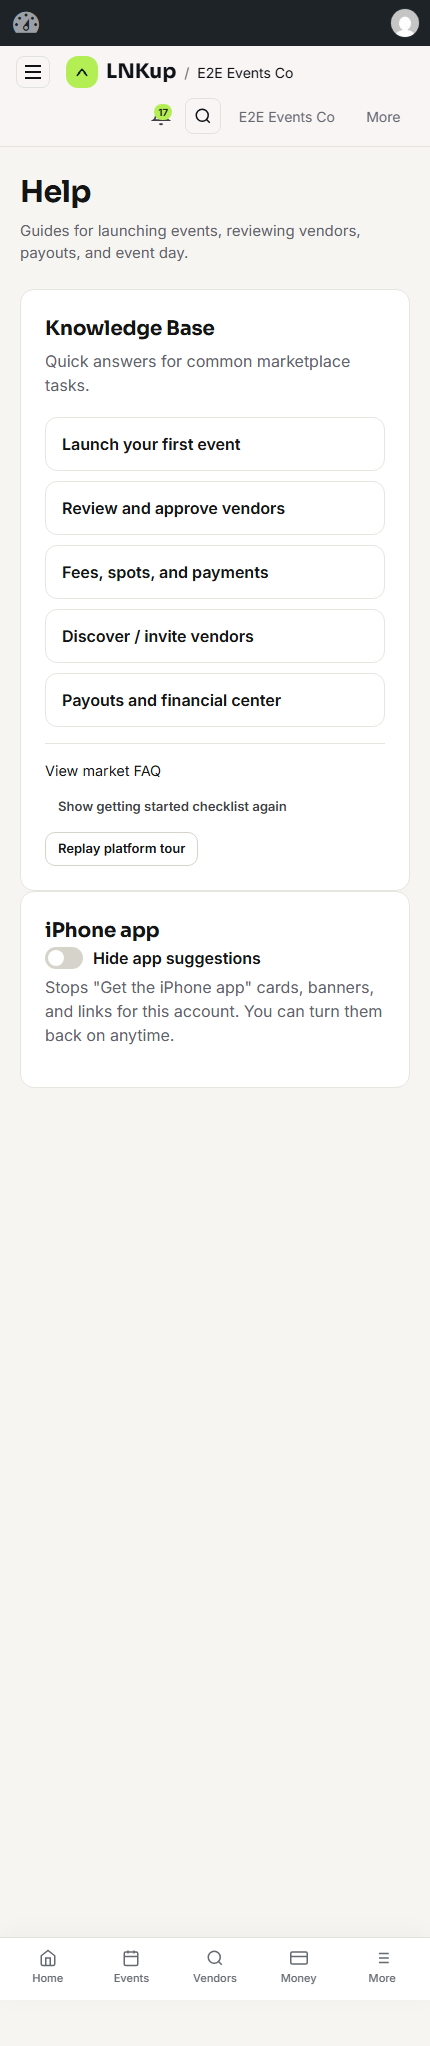 LNKup / E2E Events Co
17
E2E Events Co
More
Help
Guides for launching events, reviewing vendors,
payouts, and event day.
Knowledge Base
Quick answers for common marketplace
tasks.
Launch your first event
Review and approve vendors
Fees, spots, and payments
Discover / invite vendors
Payouts and financial center
View market FAQ
Show getting started checklist again
Replay platform tour
iPhone app
Hide app suggestions
Stops "Get the iPhone app" cards, banners,
and links for this account. You can turn them
back on anytime.
Home
Events
Vendors
Money
More